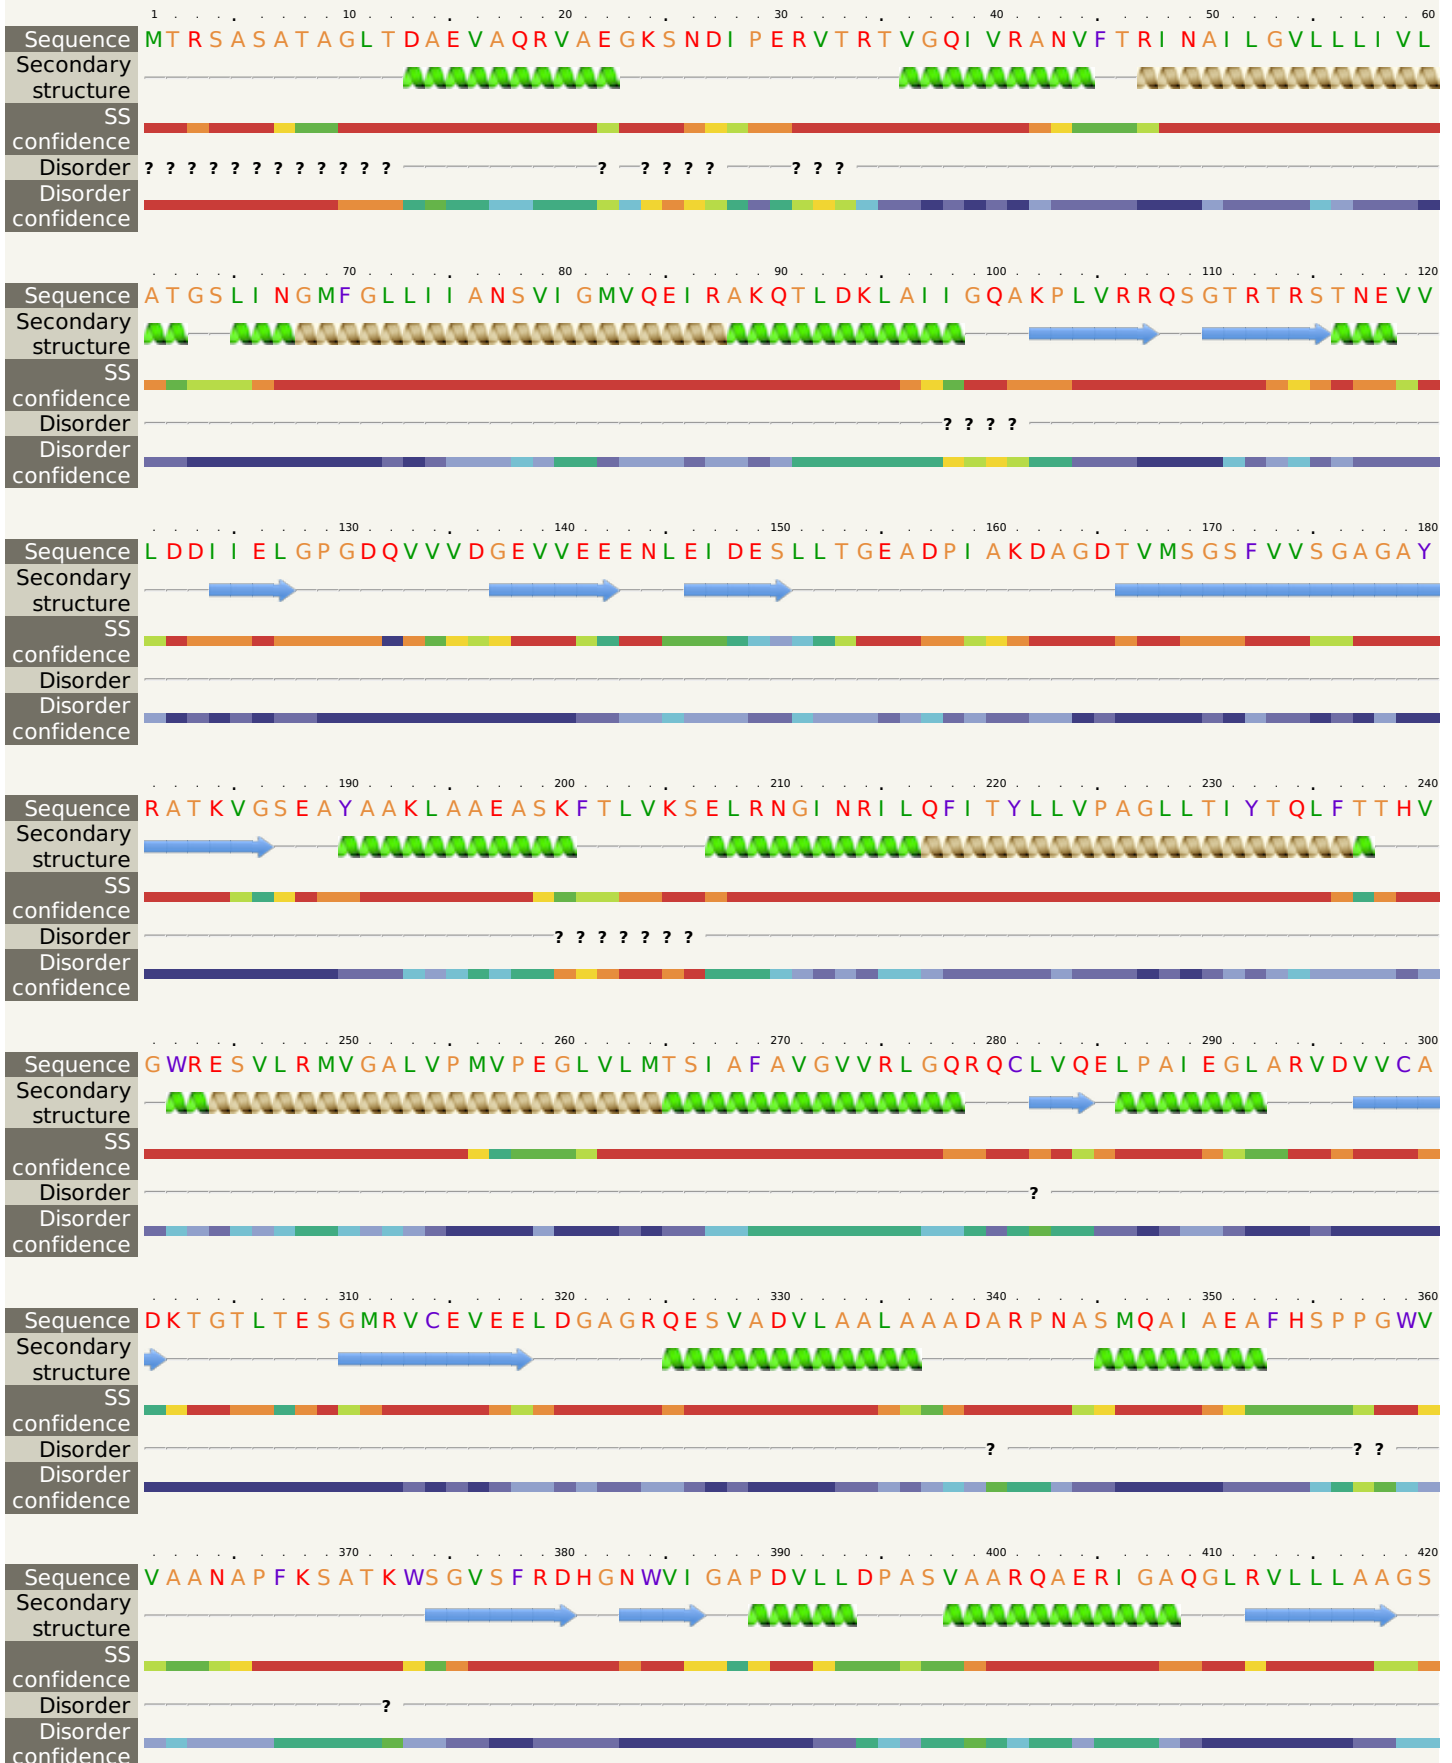 1 10 20 30 40 50 60
Sequence MTRSASATAGLTDAEVAQRVAEGKSNDIPERVTRTVGQIVRANVFTRINAILGVLLLIVL
Secondary
structure
SS
confidence
Disorder ? ? ? ? ? ? ? ? ? ? ? ? ? ? ? ? ? ? ? ?
Disorder
confidence
70 80 90 100 110 120
Sequence ATGSLINGMFGLLIIANSVIGMVQEIRAKQTLDKLAIIGQAKPLVRRQSGTRTRSTNEVV
Secondary
structure
SS
confidence
Disorder ? ? ? ?
Disorder
confidence
130 140 150 160 170 180
Sequence LDDIIELGPGDQVVVDGEVVEEENLEIDESLLTGEADPIAKDAGDTVMSGSFVVSGAGAY
Secondary
structure
SS
confidence
Disorder
Disorder
confidence
190 200 210 220 230 240
Sequence RATKVGSEAYAAKLAAEASKFTLVKSELRNGINRILQFITYLLVPAGLLTIYTQLFTTHV
Secondary
structure
SS
confidence
Disorder ? ? ? ? ? ? ?
Disorder
confidence
250 260 270 280 290 300
Sequence GWRESVLRMVGALVPMVPEGLVLMTSIAFAVGVVRLGQRQCLVQELPAIEGLARVDVVCA
Secondary
structure
SS
confidence
Disorder ?
Disorder
confidence
310 320 330 340 350 360
Sequence DKTGTLTESGMRVCEVEELDGAGRQESVADVLAALAAADARPNASMQAIAEAFHSPPGWV
Secondary
structure
SS
confidence
Disorder ? ? ?
Disorder
confidence
370 380 390 400 410 420
Sequence VAANAPFKSATKWSGVSFRDHGNWVIGAPDVLLDPASVAARQAERIGAQGLRVLLLAAGS
Secondary
structure
SS
confidence
Disorder ?
Disorder
confidence